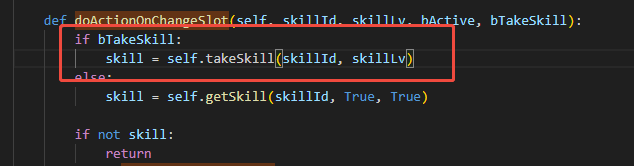 def doActionOnChangeSlot(self, skillId, skillLv, bActive, bTakeSkill):
if bTakeSkill:
skill = self.takeSkill(skillId, skillLv)
else:
skill = self.getSkill(skillId, True, True)
if not skill:
return